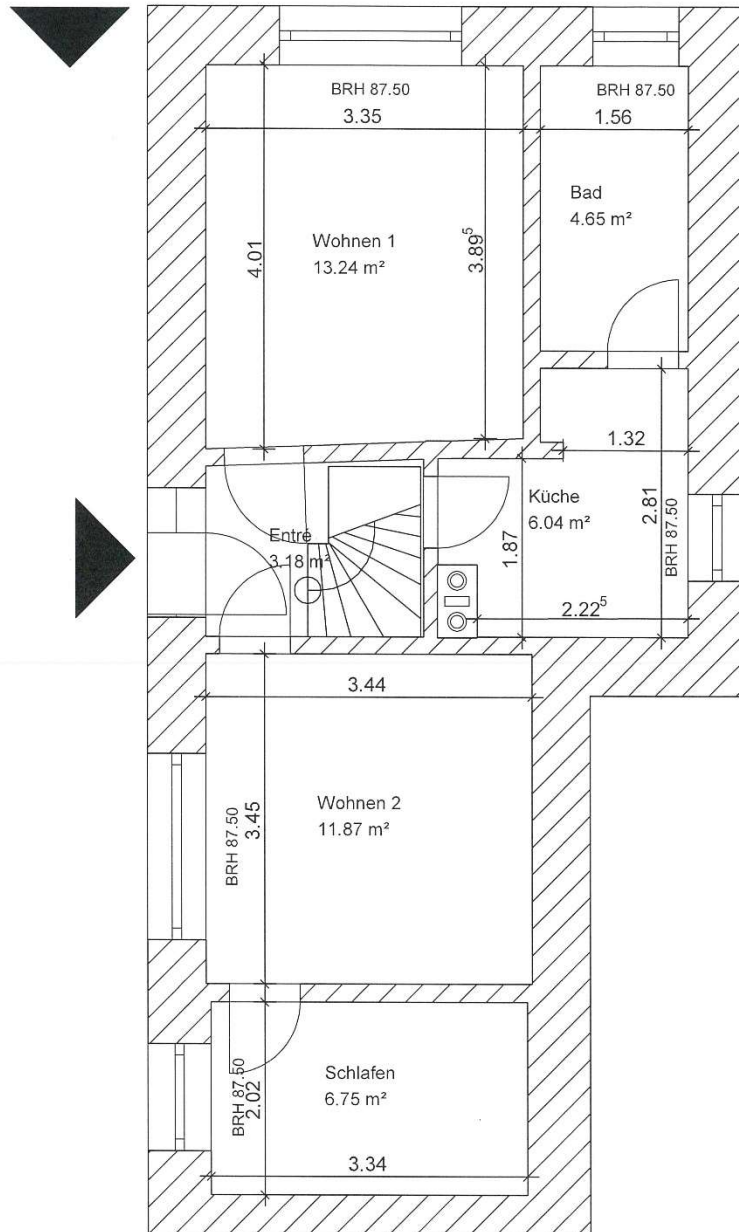 BRH 87.50
3.35
BRH 87.50
1.56
Bad
4.65 m²
Wohnen 1
13.24 m²
4.01
3.89⁵
1.32
Küche
6.04 m²
2.81
BRH 87.50
1.87
2.22⁵
Entré
3.18 m²
3.44
Wohnen 2
11.87 m²
BRH 87.50
3.45
Schlafen
6.75 m²
BRH 87.50
2.02
3.34